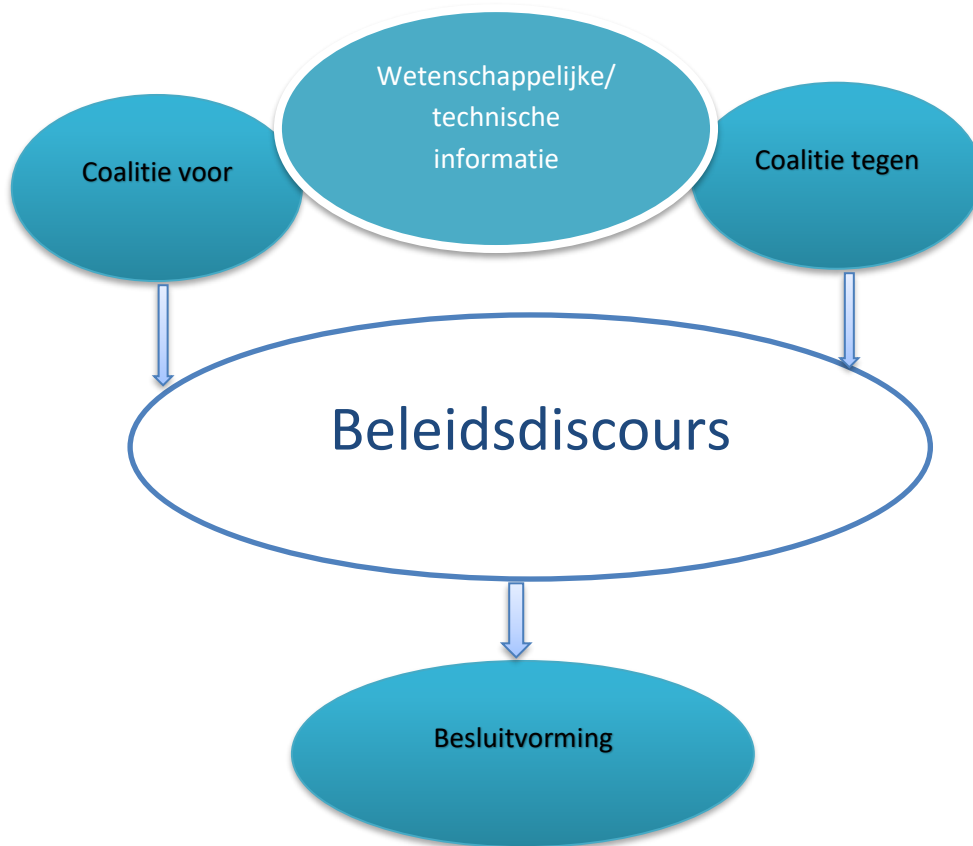 Wetenschappelijke/
technische
informatie
Coalitie voor
Coalitie tegen
Beleidsdiscours
Besluitvorming